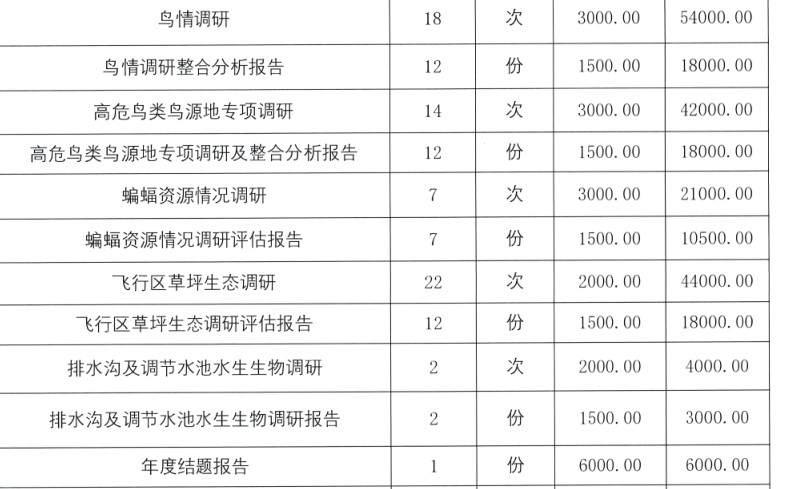 鸟情调研 18 次 3000.00 54000.00
鸟情调研整合分析报告 12 份 1500.00 18000.00
高危鸟类鸟源地专项调研 14 次 3000.00 42000.00
高危鸟类鸟源地专项调研及整合分析报告 12 份 1500.00 18000.00
蝙蝠资源情况调研 7 次 3000.00 21000.00
蝙蝠资源情况调研评估报告 7 份 1500.00 10500.00
飞行区草坪生态调研 22 次 2000.00 44000.00
飞行区草坪生态调研评估报告 12 份 1500.00 18000.00
排水沟及调节水池水生生物调研 2 次 2000.00 4000.00
排水沟及调节水池水生生物调研报告 2 份 1500.00 3000.00
年度结题报告 1 份 6000.00 6000.00